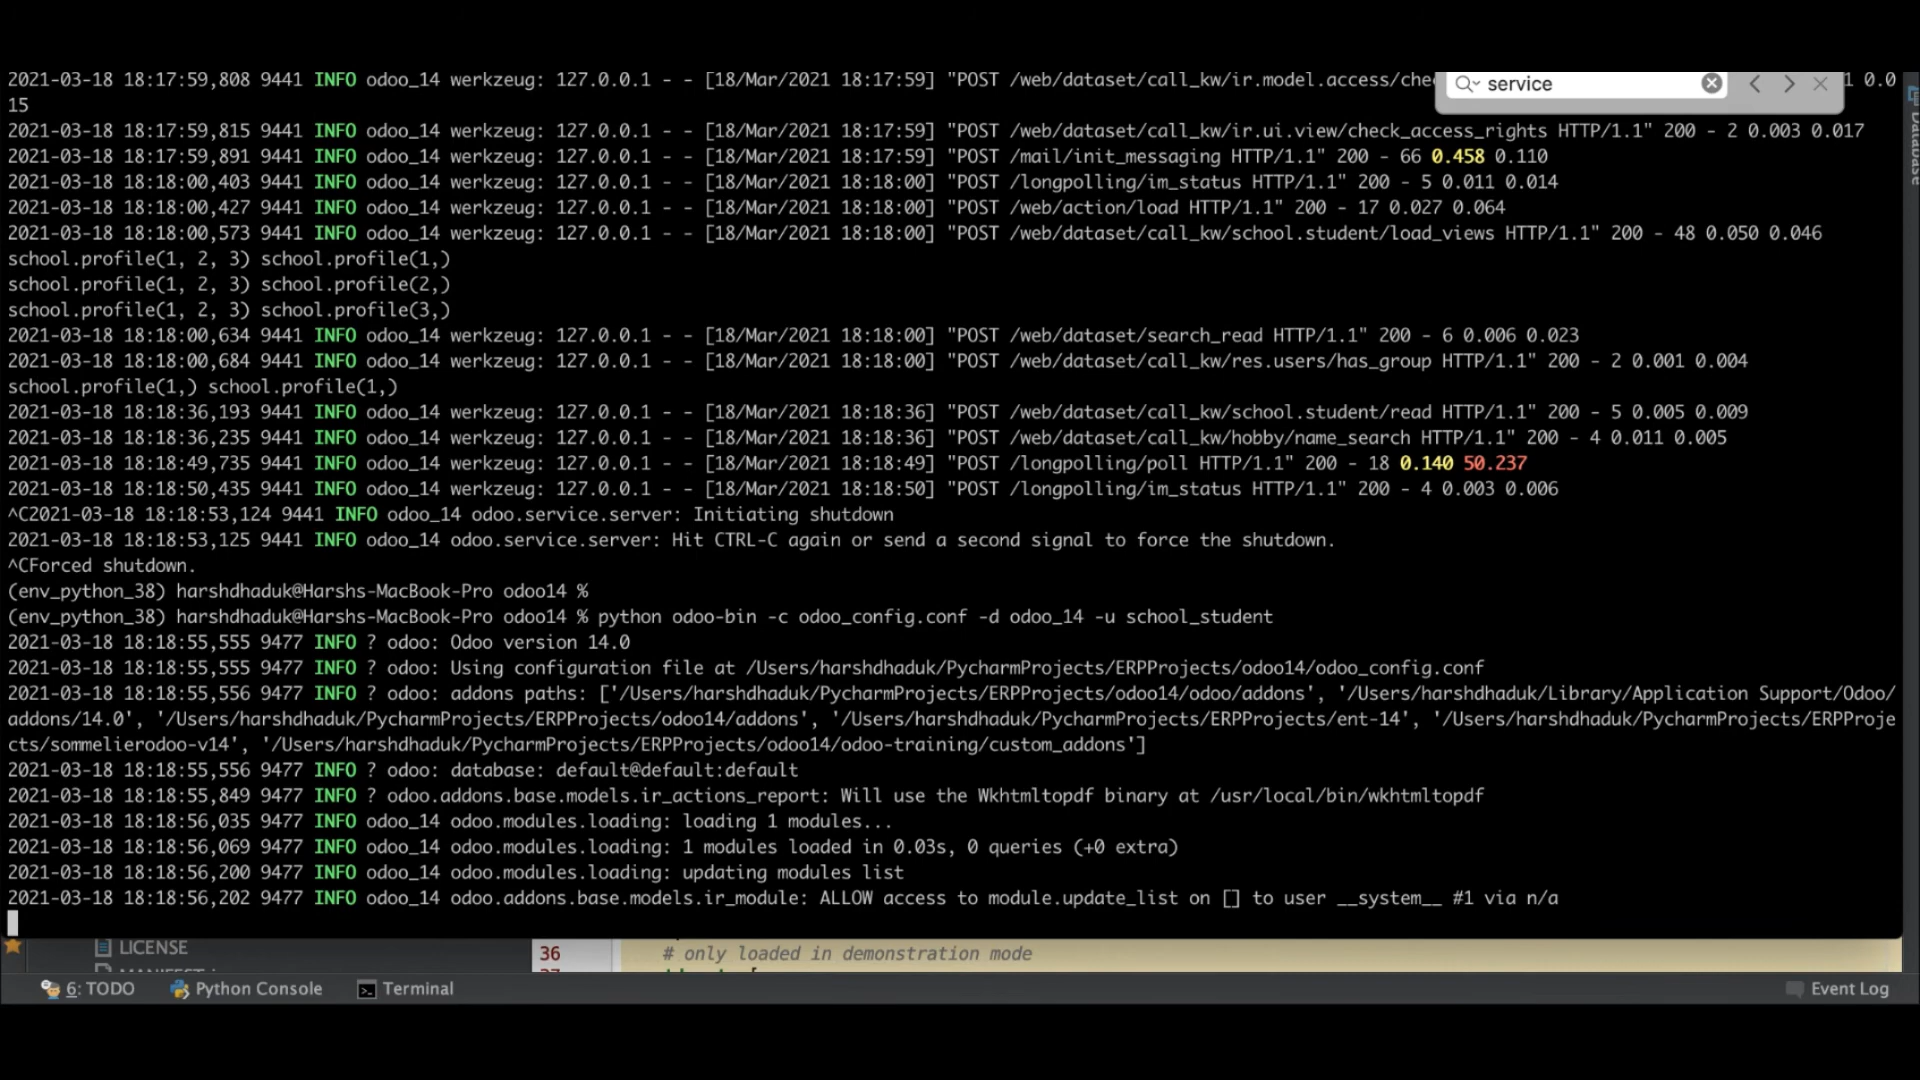 2021-03-18 18:17:59,808 9441 INFO odoo_14 werkzeug: 127.0.0.1 - - [18/Mar/2021 18:17:59] "POST /web/dataset/call_kw/ir.model.access/che 1 0.0
15
service
2021-03-18 18:17:59,815 9441 INFO odoo_14 werkzeug: 127.0.0.1 - - [18/Mar/2021 18:17:59] "POST /web/dataset/call_kw/ir.ui.view/check_access_rights HTTP/1.1" 200 - 2 0.003 0.017
2021-03-18 18:17:59,891 9441 INFO odoo_14 werkzeug: 127.0.0.1 - - [18/Mar/2021 18:17:59] "POST /mail/init_messaging HTTP/1.1" 200 - 66 0.458 0.110
2021-03-18 18:18:00,403 9441 INFO odoo_14 werkzeug: 127.0.0.1 - - [18/Mar/2021 18:18:00] "POST /longpolling/im_status HTTP/1.1" 200 - 5 0.011 0.014
2021-03-18 18:18:00,427 9441 INFO odoo_14 werkzeug: 127.0.0.1 - - [18/Mar/2021 18:18:00] "POST /web/action/load HTTP/1.1" 200 - 17 0.027 0.064
2021-03-18 18:18:00,573 9441 INFO odoo_14 werkzeug: 127.0.0.1 - - [18/Mar/2021 18:18:00] "POST /web/dataset/call_kw/school.student/load_views HTTP/1.1" 200 - 48 0.050 0.046
school.profile(1, 2, 3) school.profile(1,)
school.profile(1, 2, 3) school.profile(2,)
school.profile(1, 2, 3) school.profile(3,)
2021-03-18 18:18:00,634 9441 INFO odoo_14 werkzeug: 127.0.0.1 - - [18/Mar/2021 18:18:00] "POST /web/dataset/search_read HTTP/1.1" 200 - 6 0.006 0.023
2021-03-18 18:18:00,684 9441 INFO odoo_14 werkzeug: 127.0.0.1 - - [18/Mar/2021 18:18:00] "POST /web/dataset/call_kw/res.users/has_group HTTP/1.1" 200 - 2 0.001 0.004
school.profile(1,) school.profile(1,)
2021-03-18 18:18:36,193 9441 INFO odoo_14 werkzeug: 127.0.0.1 - - [18/Mar/2021 18:18:36] "POST /web/dataset/call_kw/school.student/read HTTP/1.1" 200 - 5 0.005 0.009
2021-03-18 18:18:36,235 9441 INFO odoo_14 werkzeug: 127.0.0.1 - - [18/Mar/2021 18:18:36] "POST /web/dataset/call_kw/hobby/name_search HTTP/1.1" 200 - 4 0.011 0.005
2021-03-18 18:18:49,735 9441 INFO odoo_14 werkzeug: 127.0.0.1 - - [18/Mar/2021 18:18:49] "POST /longpolling/poll HTTP/1.1" 200 - 18 0.140 50.237
2021-03-18 18:18:50,435 9441 INFO odoo_14 werkzeug: 127.0.0.1 - - [18/Mar/2021 18:18:50] "POST /longpolling/im_status HTTP/1.1" 200 - 4 0.003 0.006
^C2021-03-18 18:18:53,124 9441 INFO odoo_14 odoo.service.server: Initiating shutdown
2021-03-18 18:18:53,125 9441 INFO odoo_14 odoo.service.server: Hit CTRL-C again or send a second signal to force the shutdown.
^CForced shutdown.
(env_python_38) harshdhaduk@Harshs-MacBook-Pro odoo14 %
(env_python_38) harshdhaduk@Harshs-MacBook-Pro odoo14 % python odoo-bin -c odoo_config.conf -d odoo_14 -u school_student
2021-03-18 18:18:55,555 9477 INFO ? odoo: Odoo version 14.0
2021-03-18 18:18:55,555 9477 INFO ? odoo: Using configuration file at /Users/harshdhaduk/PycharmProjects/ERPProjects/odoo14/odoo_config.conf
2021-03-18 18:18:55,556 9477 INFO ? odoo: addons paths: ['/Users/harshdhaduk/PycharmProjects/ERPProjects/odoo14/odoo/addons', '/Users/harshdhaduk/Library/Application Support/Odoo/
addons/14.0', '/Users/harshdhaduk/PycharmProjects/ERPProjects/odoo14/addons', '/Users/harshdhaduk/PycharmProjects/ERPProjects/ent-14', '/Users/harshdhaduk/PycharmProjects/ERPProje
cts/sommelierodoo-v14', '/Users/harshdhaduk/PycharmProjects/ERPProjects/odoo14/odoo-training/custom_addons']
2021-03-18 18:18:55,556 9477 INFO ? odoo: database: default@default:default
2021-03-18 18:18:55,849 9477 INFO ? odoo.addons.base.models.ir_actions_report: Will use the Wkhtmltopdf binary at /usr/local/bin/wkhtmltopdf
2021-03-18 18:18:56,035 9477 INFO odoo_14 odoo.modules.loading: loading 1 modules...
2021-03-18 18:18:56,069 9477 INFO odoo_14 odoo.modules.loading: 1 modules loaded in 0.03s, 0 queries (+0 extra)
2021-03-18 18:18:56,200 9477 INFO odoo_14 odoo.modules.loading: updating modules list
2021-03-18 18:18:56,202 9477 INFO odoo_14 odoo.addons.base.models.ir_module: ALLOW access to module.update_list on [] to user __system__ #1 via n/a
LICENSE
36 # only loaded in demonstration mode
6: TODO Python Console Terminal Event Log
Database